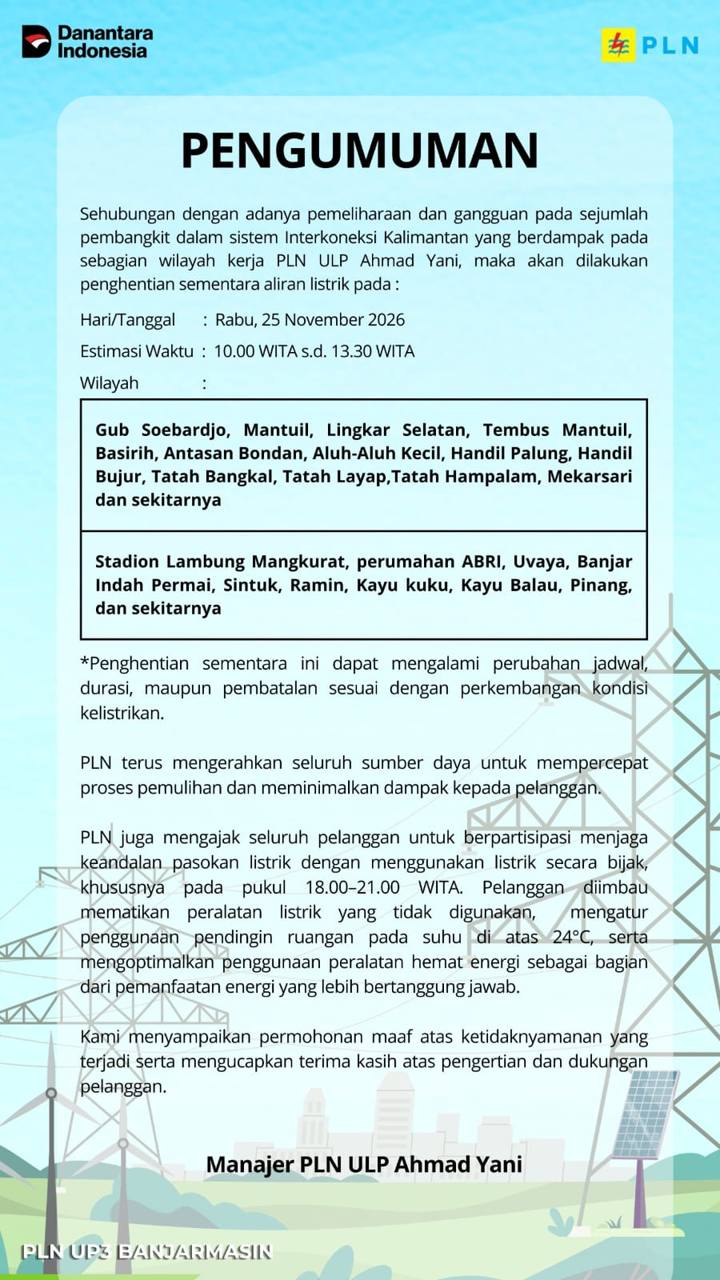 Danantara
Indonesia
PLN
PENGUMUMAN
Sehubungan dengan adanya pemeliharaan dan gangguan pada sejumlah
pembangkit dalam sistem Interkoneksi Kalimantan yang berdampak pada
sebagian wilayah kerja PLN ULP Ahmad Yani, maka akan dilakukan
penghentian sementara aliran listrik pada :
Hari/Tanggal : Rabu, 25 November 2026
Estimasi Waktu : 10.00 WITA s.d. 13.30 WITA
Wilayah :
Gub Soebardjo, Mantuil, Lingkar Selatan, Tembus Mantuil,
Basirih, Antasan Bondan, Aluh-Aluh Kecil, Handil Palung, Handil
Bujur, Tatah Bangkal, Tatah Layap,Tatah Hampalam, Mekarsari
dan sekitarnya
Stadion Lambung Mangkurat, perumahan ABRI, Uvaya, Banjar
Indah Permai, Sintuk, Ramin, Kayu kuku, Kayu Balau, Pinang,
dan sekitarnya
*Penghentian sementara ini dapat mengalami perubahan jadwal,
durasi, maupun pembatalan sesuai dengan perkembangan kondisi
kelistrikan.
PLN terus mengerahkan seluruh sumber daya untuk mempercepat
proses pemulihan dan meminimalkan dampak kepada pelanggan.
PLN juga mengajak seluruh pelanggan untuk berpartisipasi menjaga
keandalan pasokan listrik dengan menggunakan listrik secara bijak,
khususnya pada pukul 18.00–21.00 WITA. Pelanggan diimbau
mematikan peralatan listrik yang tidak digunakan, mengatur
penggunaan pendingin ruangan pada suhu di atas 24°C, serta
mengoptimalkan penggunaan peralatan hemat energi sebagai bagian
dari pemanfaatan energi yang lebih bertanggung jawab.
Kami menyampaikan permohonan maaf atas ketidaknyamanan yang
terjadi serta mengucapkan terima kasih atas pengertian dan dukungan
pelanggan.
Manajer PLN ULP Ahmad Yani
PLN UP3 BANJARMASIN